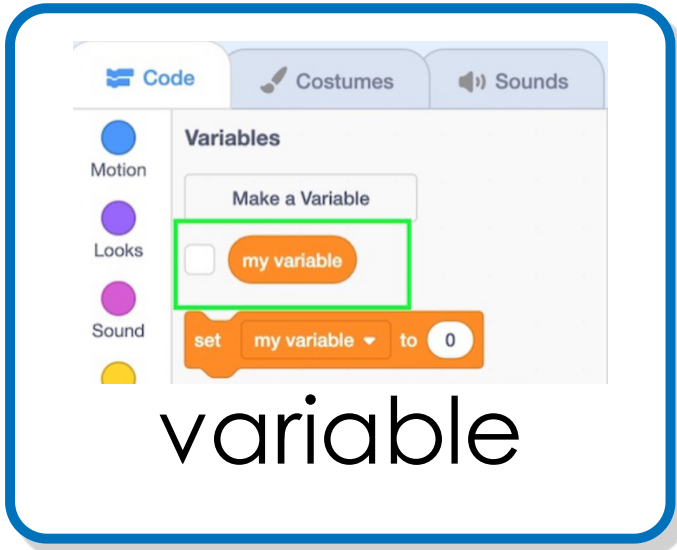 Code Costumes Sounds
Motion
Looks
Sound
Variables
Make a Variable
my variable
set my variable to 0
variable